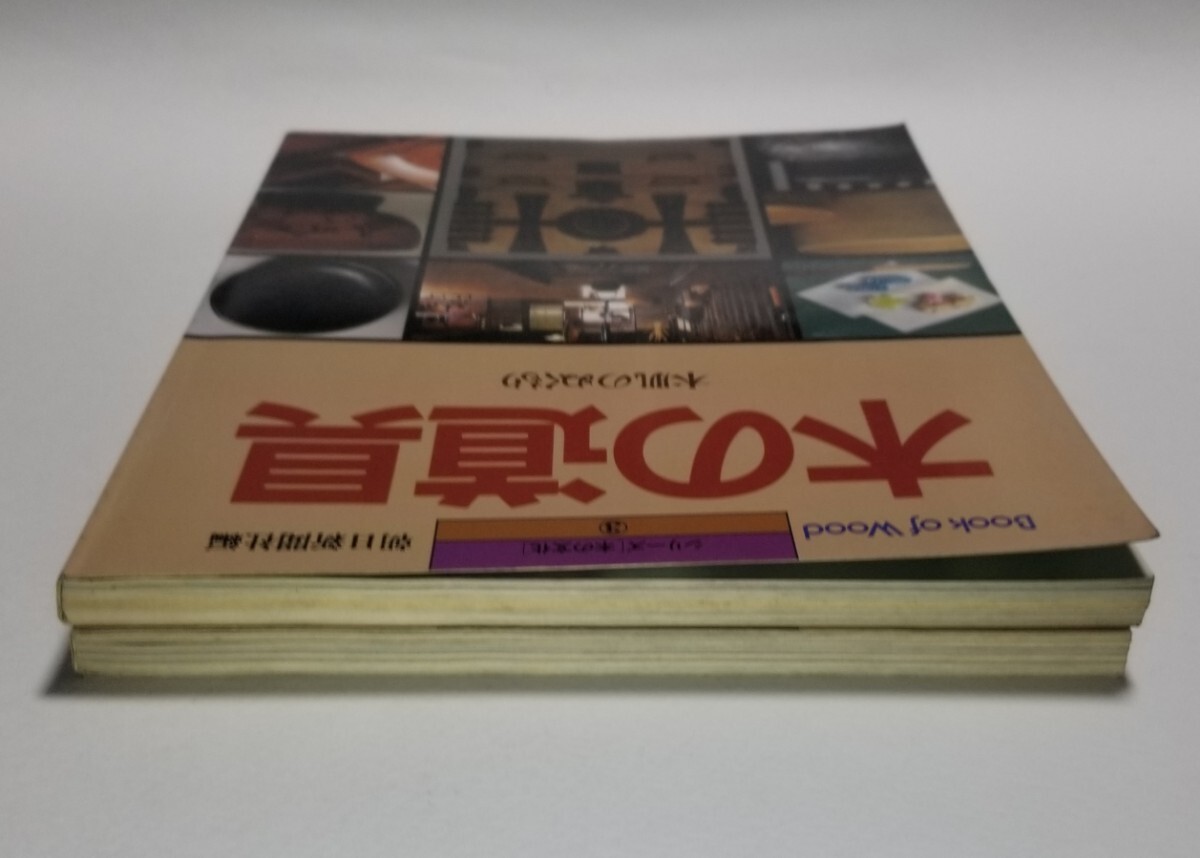 Book of Wood
シリーズ[木の文化]
朝日新聞社編
木の道具
木肌のぬくもり